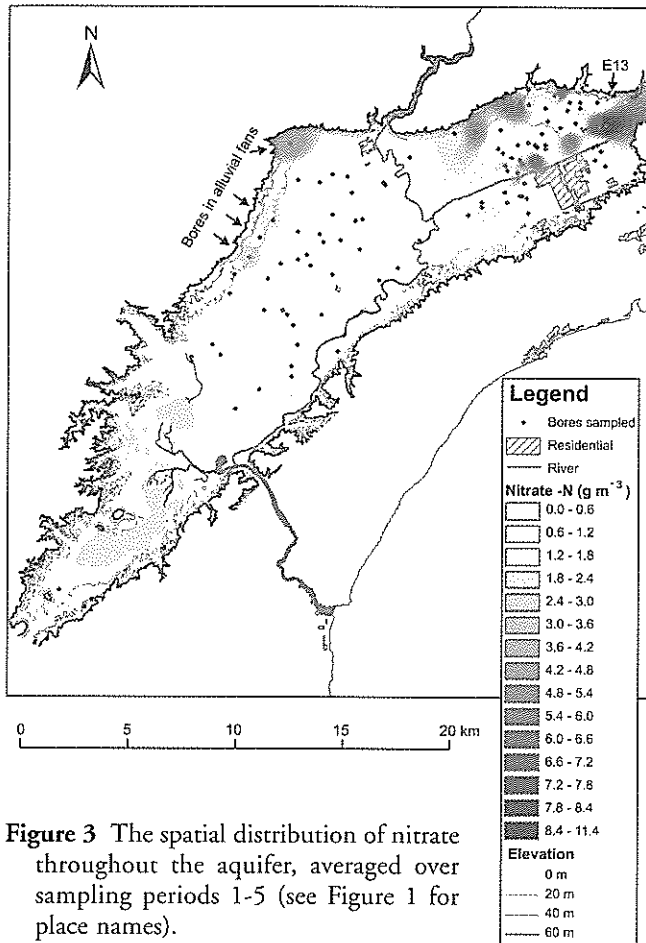 N
E13
Bores in alluvial fans
Legend
Bores sampled
Residential
River
Nitrate -N (g m⁻³)
0.0 - 0.6
0.6 - 1.2
1.2 - 1.8
1.8 - 2.4
2.4 - 3.0
3.0 - 3.6
3.6 - 4.2
4.2 - 4.8
4.8 - 5.4
5.4 - 6.0
6.0 - 6.6
6.6 - 7.2
7.2 - 7.8
7.8 - 8.4
8.4 - 11.4
Elevation
0 m
20 m
40 m
60 m
0 5 10 15 20 km
Figure 3 The spatial distribution of nitrate
throughout the aquifer, averaged over
sampling periods 1-5 (see Figure 1 for
place names).